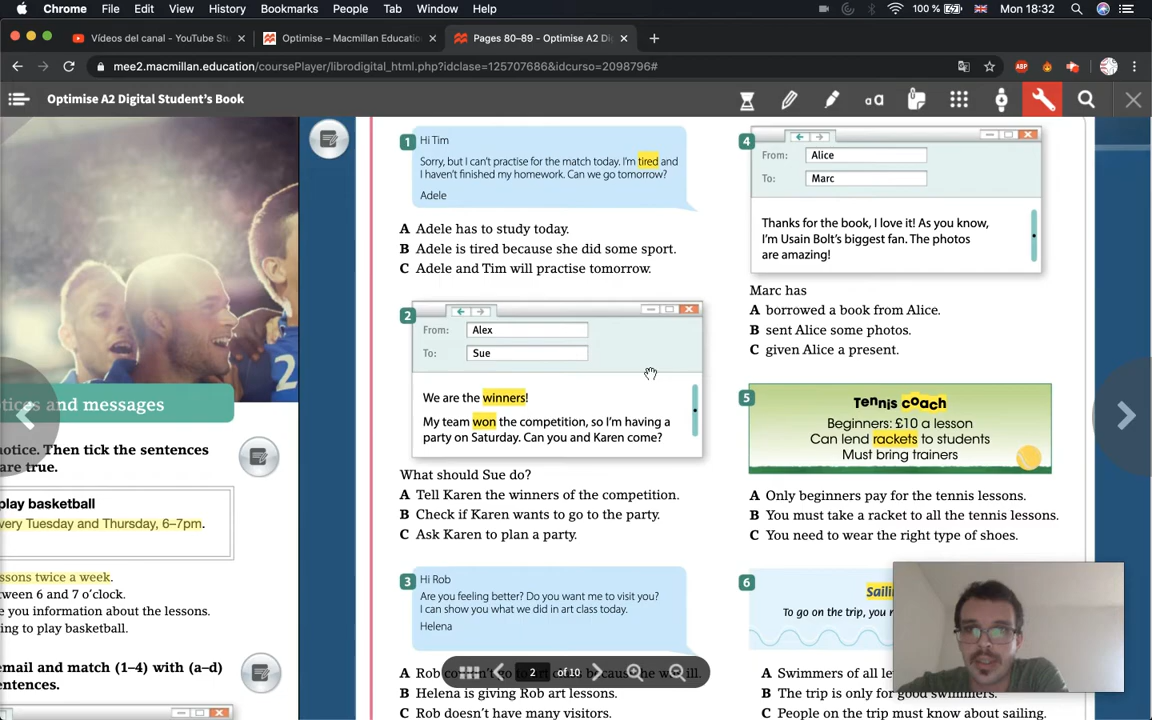 Chrome File Edit View History Bookmarks People Tab Window Help 100 % Mon 18:32
Vídeos del canal - YouTube Stu
Optimise – Macmillan Educatio
Pages 80–89 - Optimise A2 Di
mee2.macmillan.education/coursePlayer/librodigital_html.php?idclase=125707686&idcurso=2098796#
ABP
Optimise A2 Digital Student's Book
aa
otices and messages
notice. Then tick the sentences
are true.
play basketball
very Tuesday and Thursday, 6–7pm.
ssons twice a week.
tween 6 and 7 o'clock.
e you information about the lessons.
ing to play basketball.
email and match (1–4) with (a–d)
entences.
1
Hi Tim
Sorry, but I can't practise for the match today. I'm tired and
I haven't finished my homework. Can we go tomorrow?
Adele
A Adele has to study today.
B Adele is tired because she did some sport.
C Adele and Tim will practise tomorrow.
2
From: Alex
To: Sue
We are the winners!
My team won the competition, so I'm having a
party on Saturday. Can you and Karen come?
What should Sue do?
A Tell Karen the winners of the competition.
B Check if Karen wants to go to the party.
C Ask Karen to plan a party.
3
Hi Rob
Are you feeling better? Do you want me to visit you?
I can show you what we did in art class today.
Helena
A Rob
B Helena is giving Rob art lessons.
C Rob doesn't have many visitors.
2 of 10
4
From: Alice
To: Marc
Thanks for the book, I love it! As you know,
I'm Usain Bolt's biggest fan. The photos
are amazing!
Marc has
A borrowed a book from Alice.
B sent Alice some photos.
C given Alice a present.
5
Tennis coach
Beginners: £10 a lesson
Can lend rackets to students
Must bring trainers
A Only beginners pay for the tennis lessons.
B You must take a racket to all the tennis lessons.
C You need to wear the right type of shoes.
6
Saili
To go on the trip, you
A Swimmers of all le
B The trip is only for good swimmers.
C People on the trip must know about sailing.